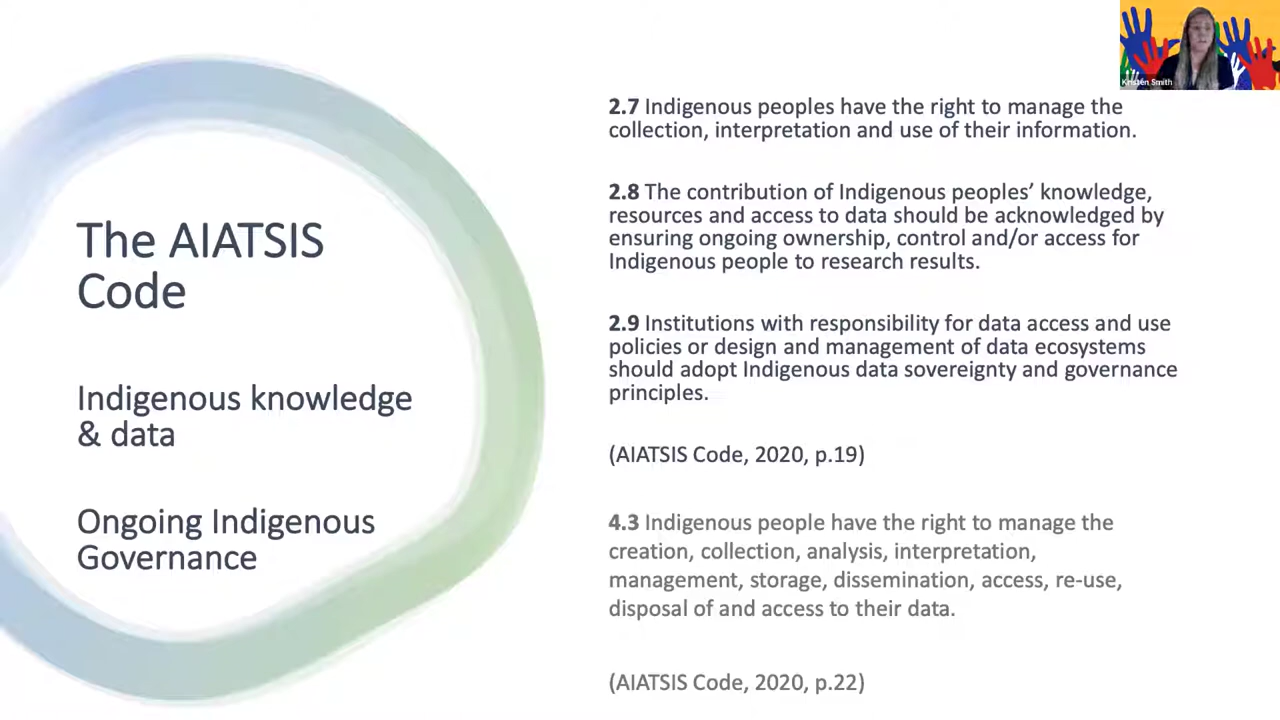 The AIATSIS
Code
Indigenous knowledge
& data
Ongoing Indigenous
Governance
2.7 Indigenous peoples have the right to manage the
collection, interpretation and use of their information.
2.8 The contribution of Indigenous peoples’ knowledge,
resources and access to data should be acknowledged by
ensuring ongoing ownership, control and/or access for
Indigenous people to research results.
2.9 Institutions with responsibility for data access and use
policies or design and management of data ecosystems
should adopt Indigenous data sovereignty and governance
principles.
(AIATSIS Code, 2020, p.19)
4.3 Indigenous people have the right to manage the
creation, collection, analysis, interpretation,
management, storage, dissemination, access, re-use,
disposal of and access to their data.
(AIATSIS Code, 2020, p.22)
Kristen Smith